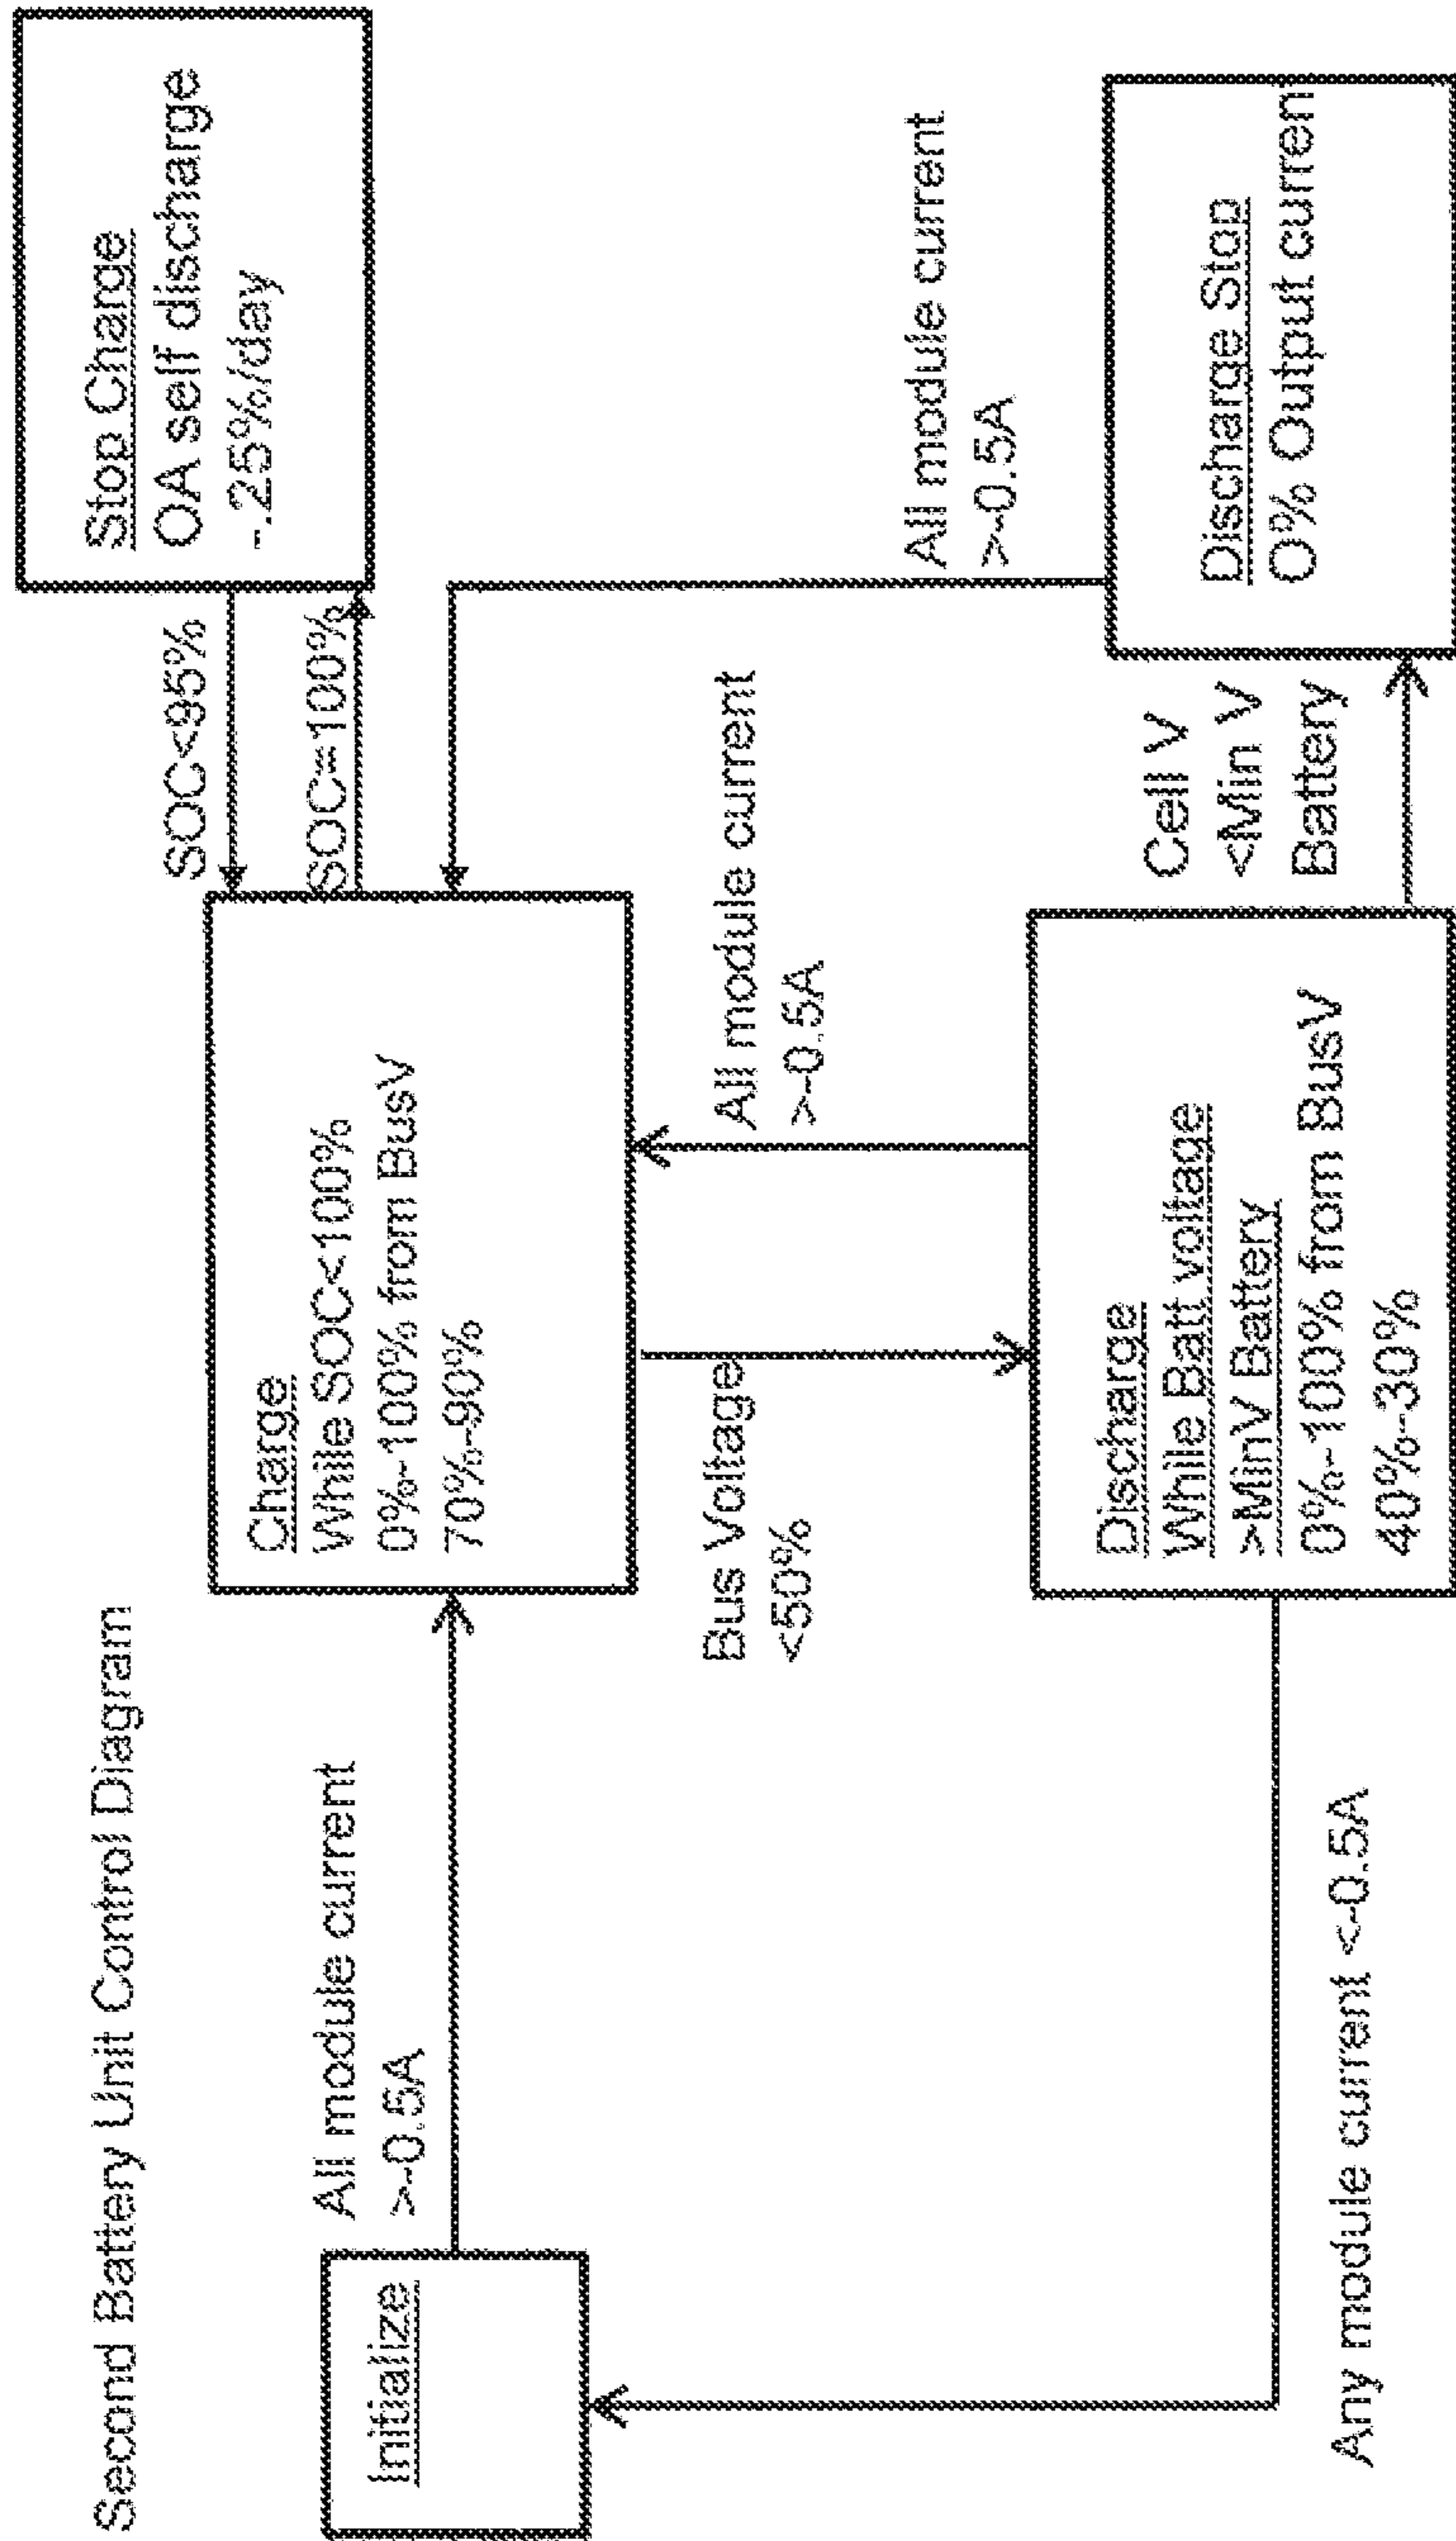 Second Battery Unit Control Diagram
Stop Charge
OA self discharge
-.25%/day
SOC<95%
SOC=100%
Charge
While SOC<100%
0%-100% from BusV
70%-90%
All module current
>-0.5A
Initialize
Bus Voltage
<50%
All module current
>-0.5A
All module current
>-0.5A
Discharge
While Batt voltage
>MinV Battery
0%-100% from BusV
40%-30%
Cell V
<Min V
Battery
Discharge Stop
0% Output curren
Any module current <-0.5A